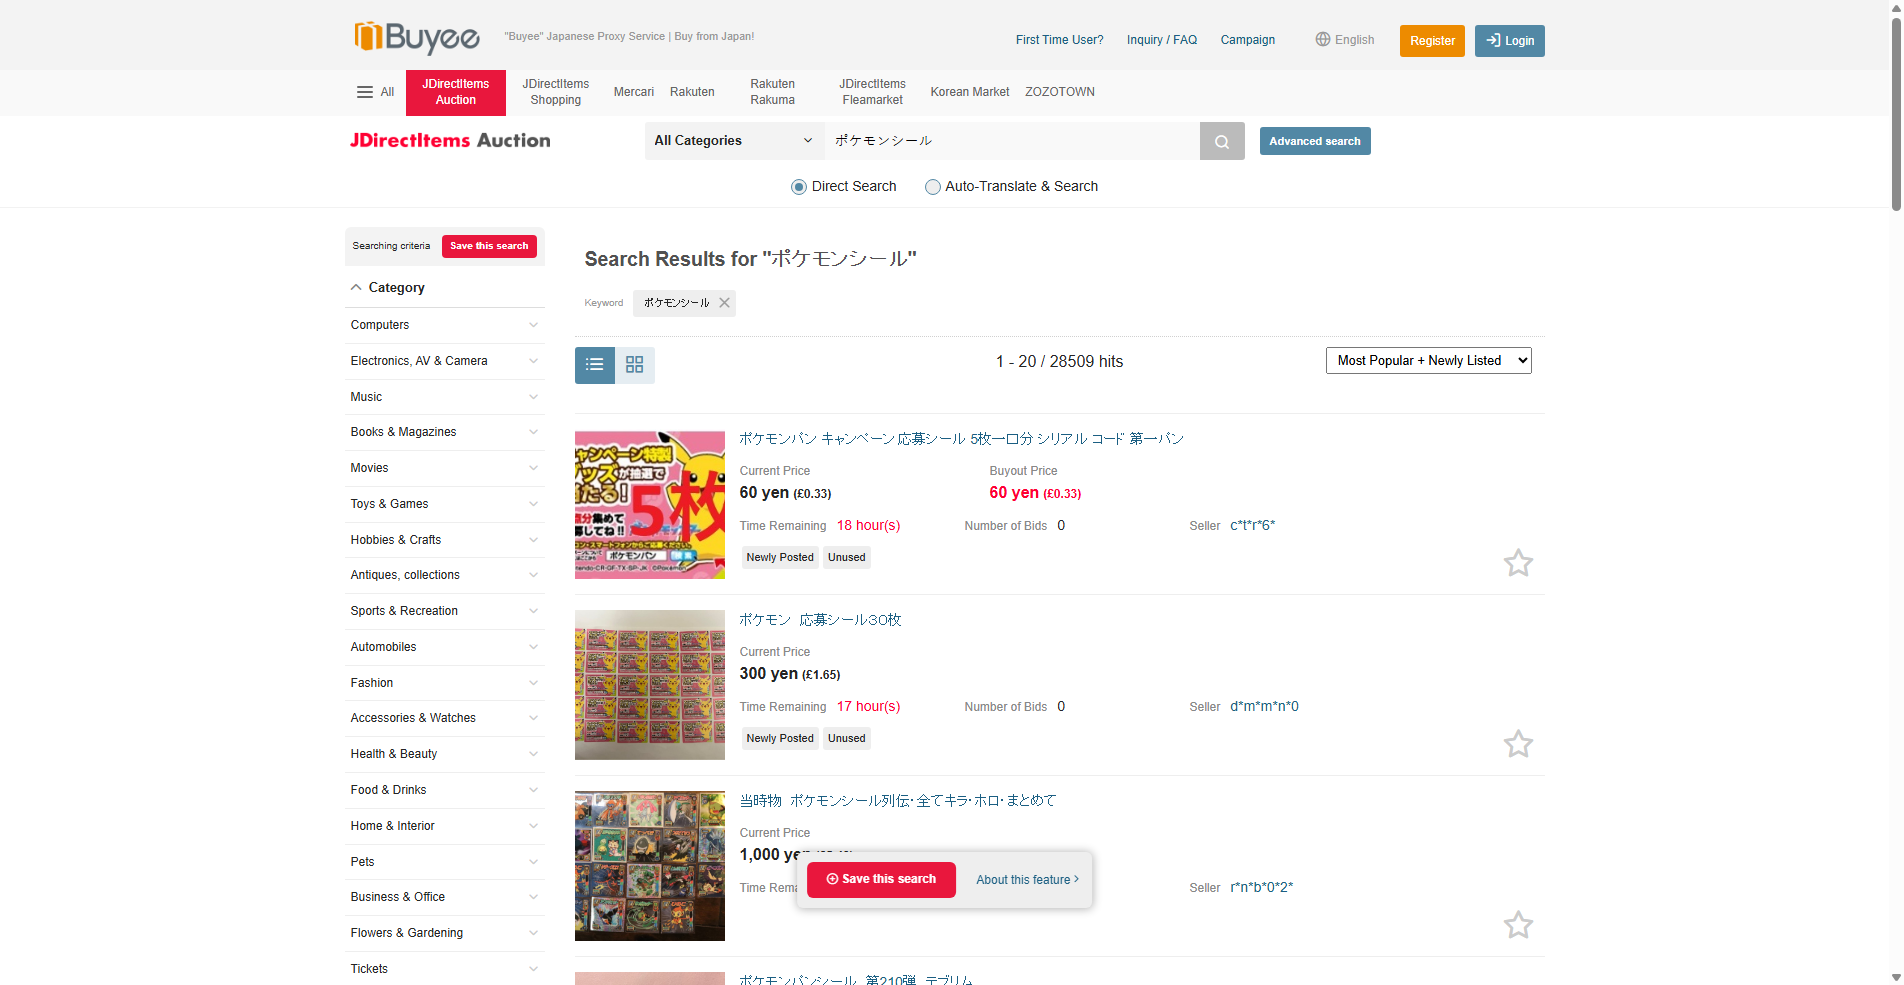 Buyee
"Buyee" Japanese Proxy Service | Buy from Japan!
First Time User?
Inquiry / FAQ
Campaign
English
Register
Login
All
JDirectItems Auction
JDirectItems Shopping
Mercari
Rakuten
Rakuten Rakuma
JDirectItems Fleamarket
Korean Market
ZOZOTOWN
JDirectItems Auction
All Categories
ポケモンシール
Advanced search
Direct Search
Auto-Translate & Search
Searching criteria
Save this search
Category
Computers
Electronics, AV & Camera
Music
Books & Magazines
Movies
Toys & Games
Hobbies & Crafts
Antiques, collections
Sports & Recreation
Automobiles
Fashion
Accessories & Watches
Health & Beauty
Food & Drinks
Home & Interior
Pets
Business & Office
Flowers & Gardening
Tickets
Search Results for "ポケモンシール"
Keyword
ポケモンシール
1 - 20 / 28509 hits
Most Popular + Newly Listed
ポケモンパン キャンペーン 応募シール 5枚一口分 シリアル コード 第一パン
Current Price
60 yen (£0.33)
Buyout Price
60 yen (£0.33)
Time Remaining 18 hour(s)
Number of Bids 0
Seller c*t*r*6*
Newly Posted
Unused
ポケモン　応募シール３０枚
Current Price
300 yen (£1.65)
Time Remaining 17 hour(s)
Number of Bids 0
Seller d*m*m*n*0
Newly Posted
Unused
当時物　ポケモンシール列伝・全てキラ・ホロ・まとめて
Current Price
1,000 yen
Time Rema
Seller r*n*b*0*2*
Save this search
About this feature
ポケモンパンシール　第210弾　テブリム